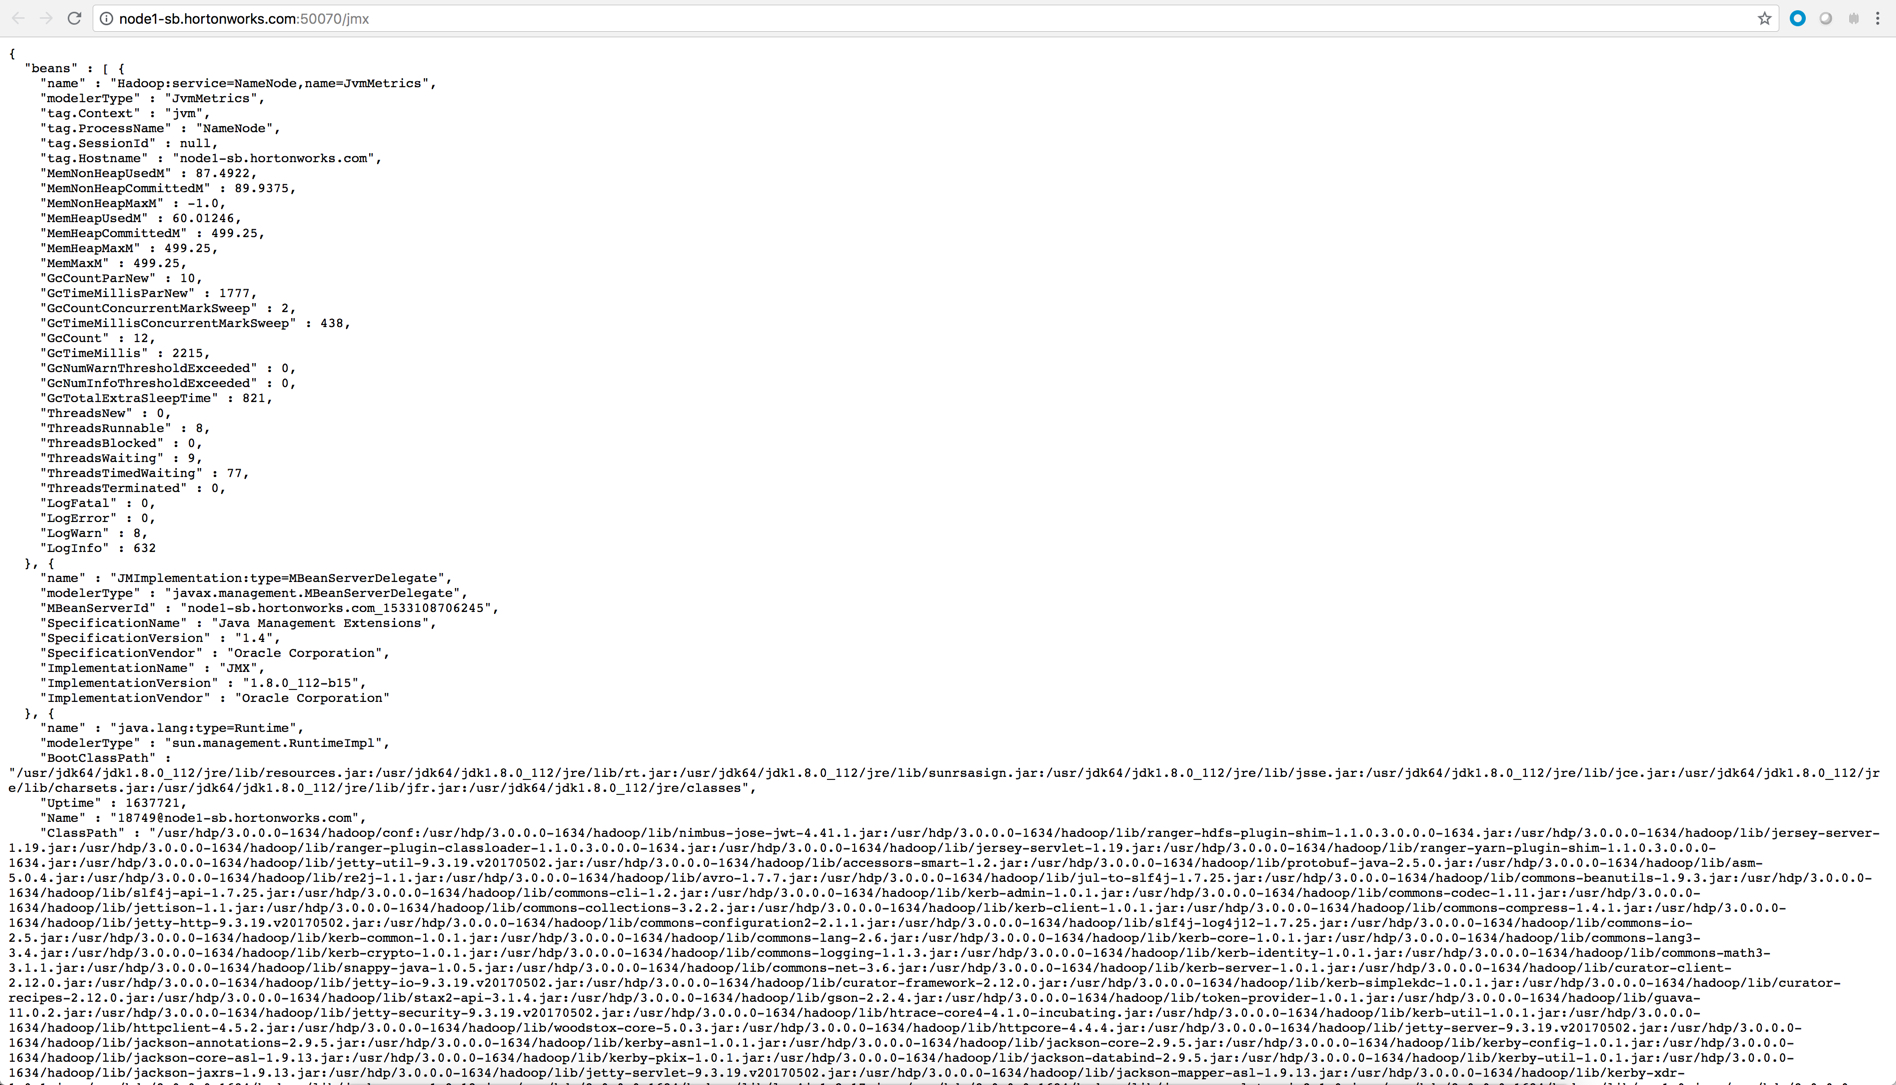 node1-sb.hortonworks.com:50070/jmx
{
"beans" : [ {
"name" : "Hadoop:service=NameNode,name=JvmMetrics",
"modelerType" : "JvmMetrics",
"tag.Context" : "jvm",
"tag.ProcessName" : "NameNode",
"tag.SessionId" : null,
"tag.Hostname" : "node1-sb.hortonworks.com",
"MemNonHeapUsedM" : 87.4922,
"MemNonHeapCommittedM" : 89.9375,
"MemNonHeapMaxM" : -1.0,
"MemHeapUsedM" : 60.01246,
"MemHeapCommittedM" : 499.25,
"MemHeapMaxM" : 499.25,
"MemMaxM" : 499.25,
"GcCountParNew" : 10,
"GcTimeMillisParNew" : 1777,
"GcCountConcurrentMarkSweep" : 2,
"GcTimeMillisConcurrentMarkSweep" : 438,
"GcCount" : 12,
"GcTimeMillis" : 2215,
"GcNumWarnThresholdExceeded" : 0,
"GcNumInfoThresholdExceeded" : 0,
"GcTotalExtraSleepTime" : 821,
"ThreadsNew" : 0,
"ThreadsRunnable" : 8,
"ThreadsBlocked" : 0,
"ThreadsWaiting" : 9,
"ThreadsTimedWaiting" : 77,
"ThreadsTerminated" : 0,
"LogFatal" : 0,
"LogError" : 0,
"LogWarn" : 8,
"LogInfo" : 632
}, {
"name" : "JMImplementation:type=MBeanServerDelegate",
"modelerType" : "javax.management.MBeanServerDelegate",
"MBeanServerId" : "node1-sb.hortonworks.com_1533108706245",
"SpecificationName" : "Java Management Extensions",
"SpecificationVersion" : "1.4",
"SpecificationVendor" : "Oracle Corporation",
"ImplementationName" : "JMX",
"ImplementationVersion" : "1.8.0_112-b15",
"ImplementationVendor" : "Oracle Corporation"
}, {
"name" : "java.lang:type=Runtime",
"modelerType" : "sun.management.RuntimeImpl",
"BootClassPath" :
"/usr/jdk64/jdk1.8.0_112/jre/lib/resources.jar:/usr/jdk64/jdk1.8.0_112/jre/lib/rt.jar:/usr/jdk64/jdk1.8.0_112/jre/lib/sunrsasign.jar:/usr/jdk64/jdk1.8.0_112/jre/lib/jsse.jar:/usr/jdk64/jdk1.8.0_112/jre/lib/jce.jar:/usr/jdk64/jdk1.8.0_112/jr
e/lib/charsets.jar:/usr/jdk64/jdk1.8.0_112/jre/lib/jfr.jar:/usr/jdk64/jdk1.8.0_112/jre/classes",
"Uptime" : 1637721,
"Name" : "18749@node1-sb.hortonworks.com",
"ClassPath" : "/usr/hdp/3.0.0.0-1634/hadoop/conf:/usr/hdp/3.0.0.0-1634/hadoop/lib/nimbus-jose-jwt-4.41.1.jar:/usr/hdp/3.0.0.0-1634/hadoop/lib/ranger-hdfs-plugin-shim-1.1.0.3.0.0.0-1634.jar:/usr/hdp/3.0.0.0-1634/hadoop/lib/jersey-server-
1.19.jar:/usr/hdp/3.0.0.0-1634/hadoop/lib/ranger-plugin-classloader-1.1.0.3.0.0.0-1634.jar:/usr/hdp/3.0.0.0-1634/hadoop/lib/jersey-servlet-1.19.jar:/usr/hdp/3.0.0.0-1634/hadoop/lib/ranger-yarn-plugin-shim-1.1.0.3.0.0.0-
1634.jar:/usr/hdp/3.0.0.0-1634/hadoop/lib/jetty-util-9.3.19.v20170502.jar:/usr/hdp/3.0.0.0-1634/hadoop/lib/accessors-smart-1.2.jar:/usr/hdp/3.0.0.0-1634/hadoop/lib/protobuf-java-2.5.0.jar:/usr/hdp/3.0.0.0-1634/hadoop/lib/asm-
5.0.4.jar:/usr/hdp/3.0.0.0-1634/hadoop/lib/re2j-1.1.jar:/usr/hdp/3.0.0.0-1634/hadoop/lib/avro-1.7.7.jar:/usr/hdp/3.0.0.0-1634/hadoop/lib/jul-to-slf4j-1.7.25.jar:/usr/hdp/3.0.0.0-1634/hadoop/lib/commons-beanutils-1.9.3.jar:/usr/hdp/3.0.0.0-
1634/hadoop/lib/slf4j-api-1.7.25.jar:/usr/hdp/3.0.0.0-1634/hadoop/lib/commons-cli-1.2.jar:/usr/hdp/3.0.0.0-1634/hadoop/lib/kerb-admin-1.0.1.jar:/usr/hdp/3.0.0.0-1634/hadoop/lib/commons-codec-1.11.jar:/usr/hdp/3.0.0.0-
1634/hadoop/lib/jettison-1.1.jar:/usr/hdp/3.0.0.0-1634/hadoop/lib/commons-collections-3.2.2.jar:/usr/hdp/3.0.0.0-1634/hadoop/lib/kerb-client-1.0.1.jar:/usr/hdp/3.0.0.0-1634/hadoop/lib/commons-compress-1.4.1.jar:/usr/hdp/3.0.0.0-
1634/hadoop/lib/jetty-http-9.3.19.v20170502.jar:/usr/hdp/3.0.0.0-1634/hadoop/lib/commons-configuration2-2.1.1.jar:/usr/hdp/3.0.0.0-1634/hadoop/lib/slf4j-log4j12-1.7.25.jar:/usr/hdp/3.0.0.0-1634/hadoop/lib/commons-io-
2.5.jar:/usr/hdp/3.0.0.0-1634/hadoop/lib/kerb-common-1.0.1.jar:/usr/hdp/3.0.0.0-1634/hadoop/lib/commons-lang-2.6.jar:/usr/hdp/3.0.0.0-1634/hadoop/lib/kerb-core-1.0.1.jar:/usr/hdp/3.0.0.0-1634/hadoop/lib/commons-lang3-
3.4.jar:/usr/hdp/3.0.0.0-1634/hadoop/lib/kerb-crypto-1.0.1.jar:/usr/hdp/3.0.0.0-1634/hadoop/lib/commons-logging-1.1.3.jar:/usr/hdp/3.0.0.0-1634/hadoop/lib/kerb-identity-1.0.1.jar:/usr/hdp/3.0.0.0-1634/hadoop/lib/commons-math3-
3.1.1.jar:/usr/hdp/3.0.0.0-1634/hadoop/lib/snappy-java-1.0.5.jar:/usr/hdp/3.0.0.0-1634/hadoop/lib/commons-net-3.6.jar:/usr/hdp/3.0.0.0-1634/hadoop/lib/kerb-server-1.0.1.jar:/usr/hdp/3.0.0.0-1634/hadoop/lib/curator-client-
2.12.0.jar:/usr/hdp/3.0.0.0-1634/hadoop/lib/jetty-io-9.3.19.v20170502.jar:/usr/hdp/3.0.0.0-1634/hadoop/lib/curator-framework-2.12.0.jar:/usr/hdp/3.0.0.0-1634/hadoop/lib/kerb-simplekdc-1.0.1.jar:/usr/hdp/3.0.0.0-1634/hadoop/lib/curator-
recipes-2.12.0.jar:/usr/hdp/3.0.0.0-1634/hadoop/lib/stax2-api-3.1.4.jar:/usr/hdp/3.0.0.0-1634/hadoop/lib/gson-2.2.4.jar:/usr/hdp/3.0.0.0-1634/hadoop/lib/token-provider-1.0.1.jar:/usr/hdp/3.0.0.0-1634/hadoop/lib/guava-
11.0.2.jar:/usr/hdp/3.0.0.0-1634/hadoop/lib/jetty-security-9.3.19.v20170502.jar:/usr/hdp/3.0.0.0-1634/hadoop/lib/htrace-core4-4.1.0-incubating.jar:/usr/hdp/3.0.0.0-1634/hadoop/lib/kerb-util-1.0.1.jar:/usr/hdp/3.0.0.0-
1634/hadoop/lib/httpclient-4.5.2.jar:/usr/hdp/3.0.0.0-1634/hadoop/lib/woodstox-core-5.0.3.jar:/usr/hdp/3.0.0.0-1634/hadoop/lib/httpcore-4.4.4.jar:/usr/hdp/3.0.0.0-1634/hadoop/lib/jetty-server-9.3.19.v20170502.jar:/usr/hdp/3.0.0.0-
1634/hadoop/lib/jackson-annotations-2.9.5.jar:/usr/hdp/3.0.0.0-1634/hadoop/lib/kerby-asn1-1.0.1.jar:/usr/hdp/3.0.0.0-1634/hadoop/lib/jackson-core-2.9.5.jar:/usr/hdp/3.0.0.0-1634/hadoop/lib/kerby-config-1.0.1.jar:/usr/hdp/3.0.0.0-
1634/hadoop/lib/jackson-core-asl-1.9.13.jar:/usr/hdp/3.0.0.0-1634/hadoop/lib/kerby-pkix-1.0.1.jar:/usr/hdp/3.0.0.0-1634/hadoop/lib/jackson-databind-2.9.5.jar:/usr/hdp/3.0.0.0-1634/hadoop/lib/kerby-util-1.0.1.jar:/usr/hdp/3.0.0.0-
1634/hadoop/lib/jackson-jaxrs-1.9.13.jar:/usr/hdp/3.0.0.0-1634/hadoop/lib/jetty-servlet-9.3.19.v20170502.jar:/usr/hdp/3.0.0.0-1634/hadoop/lib/jackson-mapper-asl-1.9.13.jar:/usr/hdp/3.0.0.0-1634/hadoop/lib/kerby-xdr-